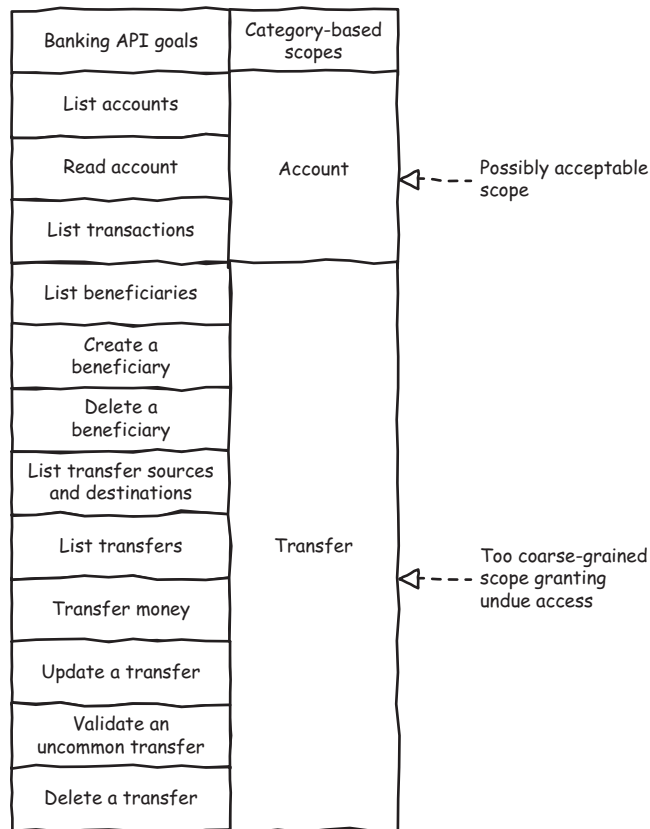 Banking API goals
Category-based
scopes
List accounts
Read account
List transactions
Account
Possibly acceptable
scope
List beneficiaries
Create a
beneficiary
Delete a
beneficiary
List transfer sources
and destinations
List transfers
Transfer money
Update a transfer
Validate an
uncommon transfer
Delete a transfer
Transfer
Too coarse-grained
scope granting
undue access